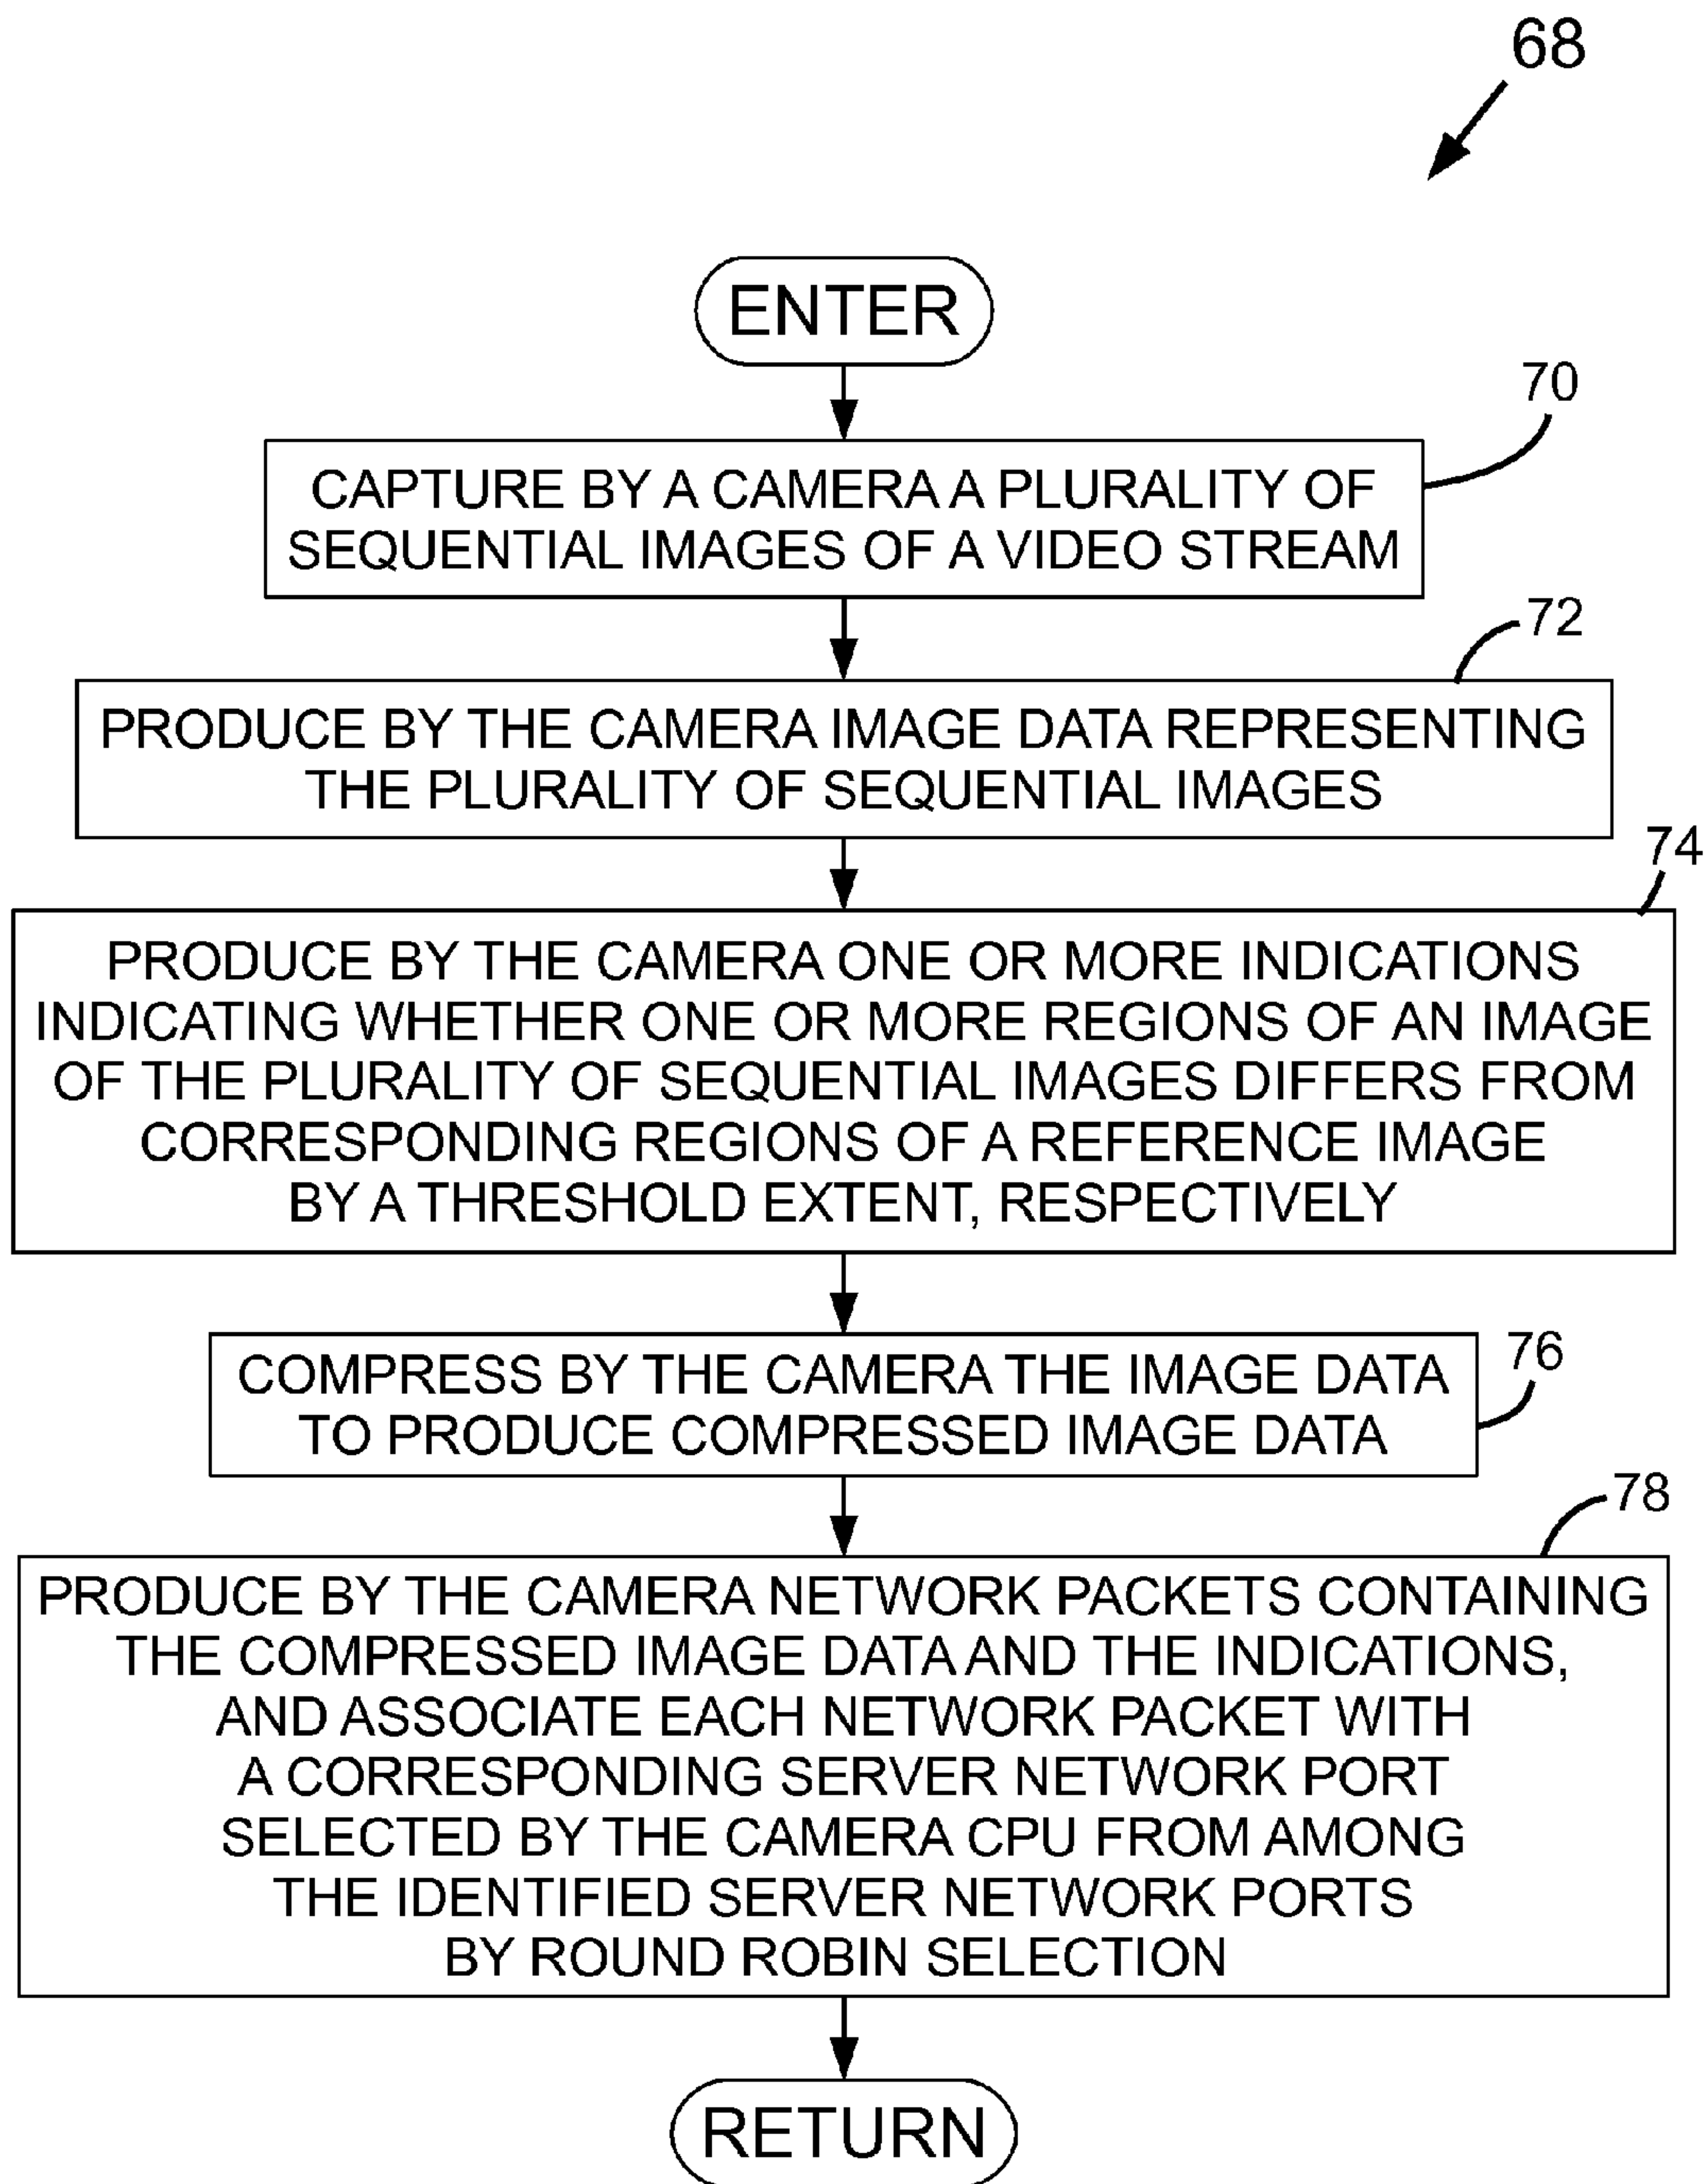 68
ENTER
70
CAPTURE BY A CAMERA A PLURALITY OF
SEQUENTIAL IMAGES OF A VIDEO STREAM
72
PRODUCE BY THE CAMERA IMAGE DATA REPRESENTING
THE PLURALITY OF SEQUENTIAL IMAGES
74
PRODUCE BY THE CAMERA ONE OR MORE INDICATIONS
INDICATING WHETHER ONE OR MORE REGIONS OF AN IMAGE
OF THE PLURALITY OF SEQUENTIAL IMAGES DIFFERS FROM
CORRESPONDING REGIONS OF A REFERENCE IMAGE
BY A THRESHOLD EXTENT, RESPECTIVELY
76
COMPRESS BY THE CAMERA THE IMAGE DATA
TO PRODUCE COMPRESSED IMAGE DATA
78
PRODUCE BY THE CAMERA NETWORK PACKETS CONTAINING
THE COMPRESSED IMAGE DATA AND THE INDICATIONS,
AND ASSOCIATE EACH NETWORK PACKET WITH
A CORRESPONDING SERVER NETWORK PORT
SELECTED BY THE CAMERA CPU FROM AMONG
THE IDENTIFIED SERVER NETWORK PORTS
BY ROUND ROBIN SELECTION
RETURN